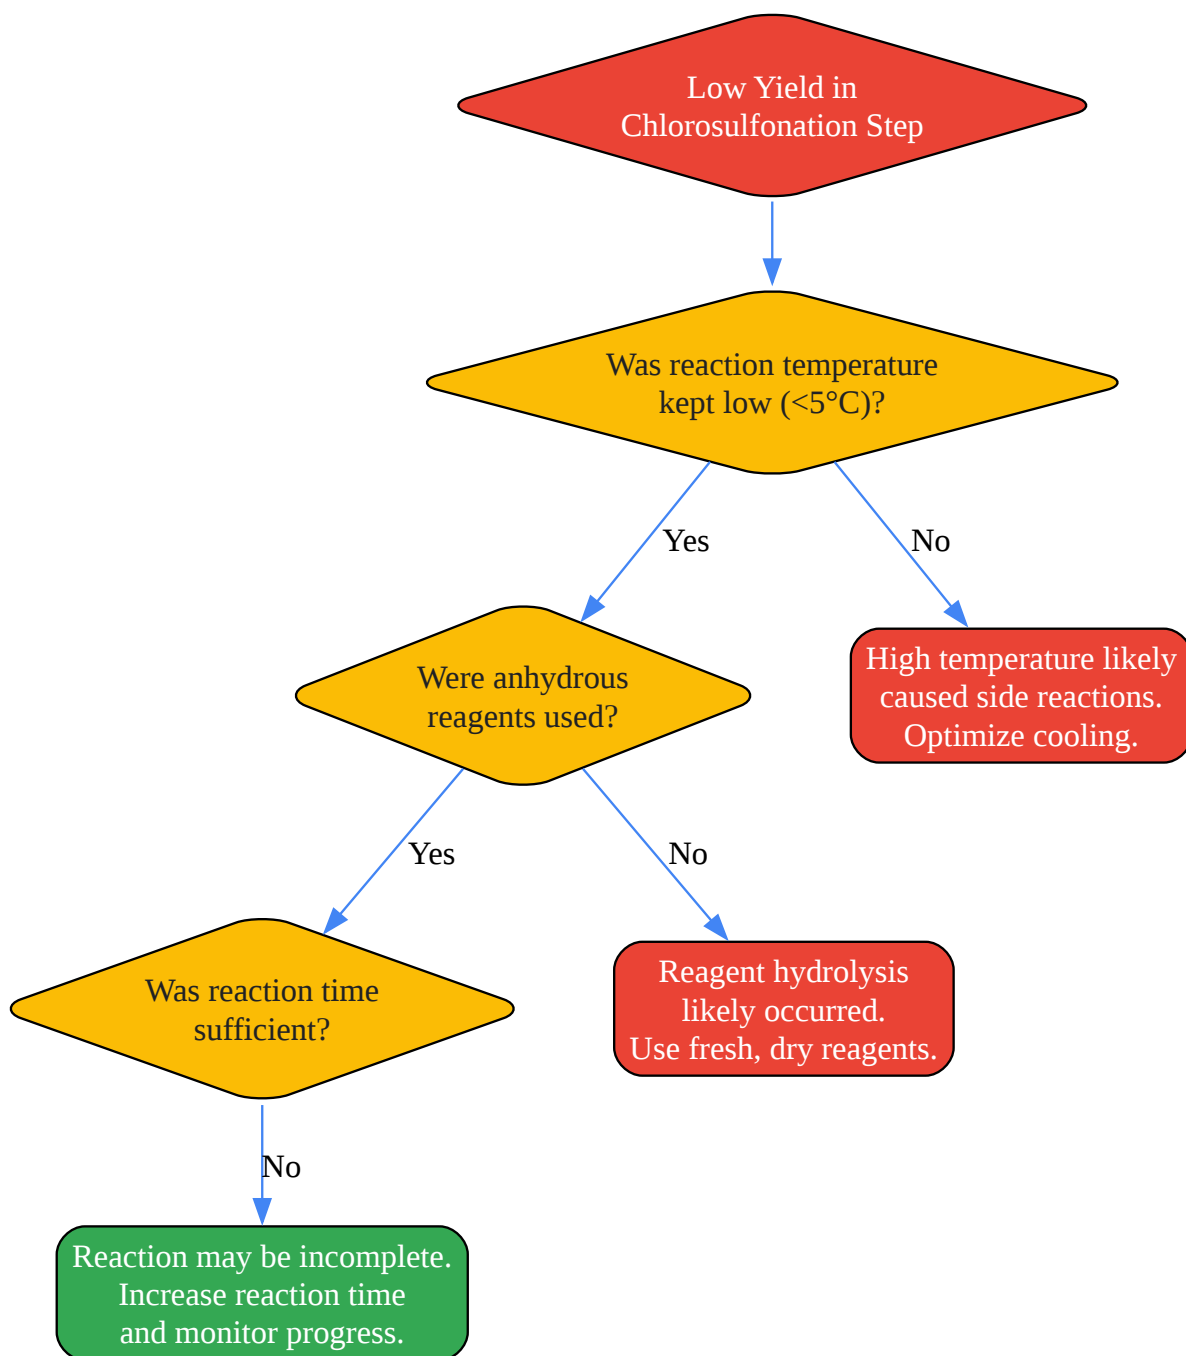 Low Yield in
Chlorosulfonation Step
Was reaction temperature
kept low (<5°C)?
Yes
No
Were anhydrous
reagents used?
High temperature likely
caused side reactions.
Optimize cooling.
Yes
No
Was reaction time
sufficient?
Reagent hydrolysis
likely occurred.
Use fresh, dry reagents.
No
Reaction may be incomplete.
Increase reaction time
and monitor progress.